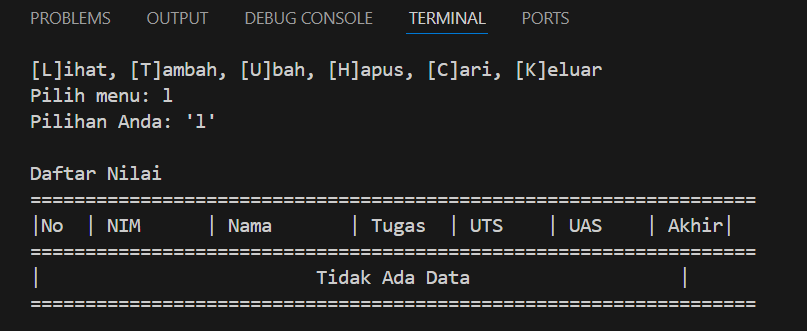 PROBLEMS OUTPUT DEBUG CONSOLE TERMINAL PORTS
[L]ihat, [T]ambah, [U]bah, [H]apus, [C]ari, [K]eluar
Pilih menu: l
Pilihan Anda: 'l'
Daftar Nilai
==================================================================
|No  | NIM      | Nama       | Tugas  | UTS    | UAS    | Akhir|
==================================================================
|                         Tidak Ada Data                   |
==================================================================